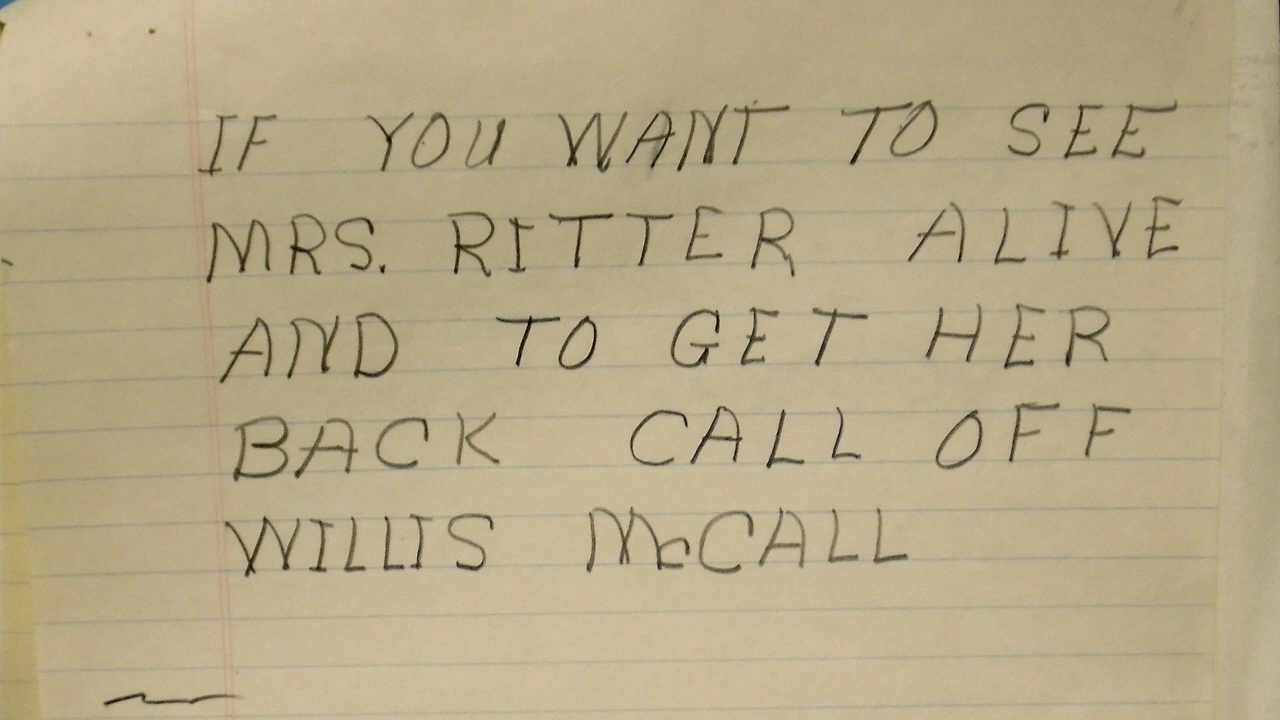 IF YOU WANT TO SEE
MRS. RITTER ALIVE
AND TO GET HER
BACK CALL OFF
WILLIS McCALL